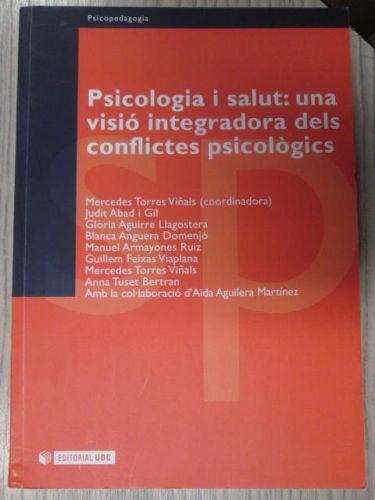 Psicopedagogia
Psicologia i salut: una
visió integradora dels
conflictes psicològics
Mercedes Torres Viñals (coordinadora)
Judit Abad i Gil
Glòria Aguirre Llagostera
Blanca Anguera Domenjó
Manuel Armayones Ruiz
Guillem Feixas Viaplana
Mercedes Torres Viñals
Anna Tuset Bertran
Amb la col·laboració d'Aida Aguilera Martínez
sp
EDITORIAL UOC